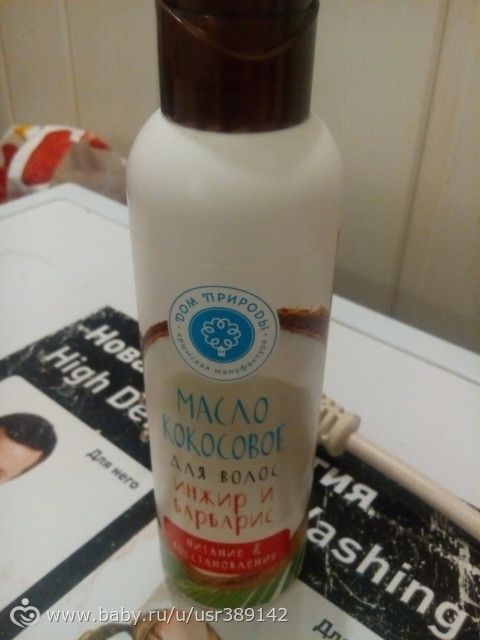 ДОМ ПРИРОДЫ
крымская мануфактура
МАСЛО
КОКОСОВОЕ
ДЛЯ ВОЛОС
ИНЖИР И
БАРБАРИС
ПИТАНИЕ &
ВОССТАНОВЛЕНИЕ
Нова
High De
Для него
ГИЯ
ashing
www.baby.ru/u/usr389142